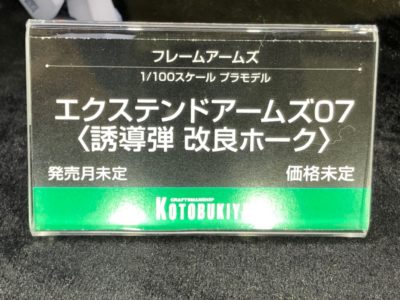 フレームアームズ
1/100スケール プラモデル
エクステンドアームズ07
〈誘導弾 改良ホーク〉
発売月未定 価格未定
CRAFTSMANSHIP
KOTOBUKIYA